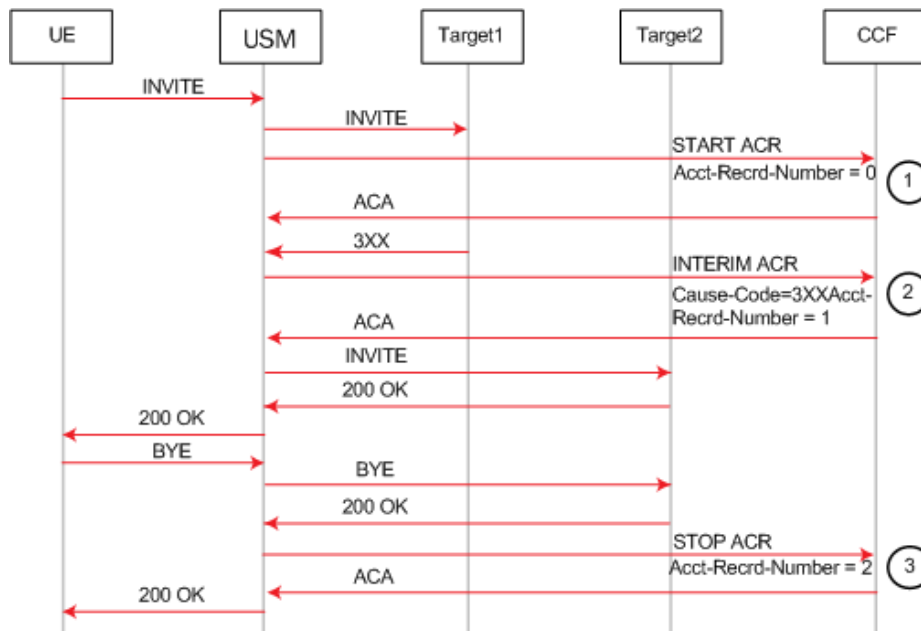 UE
USM
Target1
Target2
CCF
INVITE
INVITE
START ACR
Acct-Recrd-Number = 0
1
ACA
3XX
INTERIM ACR
Cause-Code=3XXAcct-
Recrd-Number = 1
2
ACA
INVITE
200 OK
200 OK
BYE
BYE
200 OK
STOP ACR
Acct-Recrd-Number = 2
3
ACA
200 OK